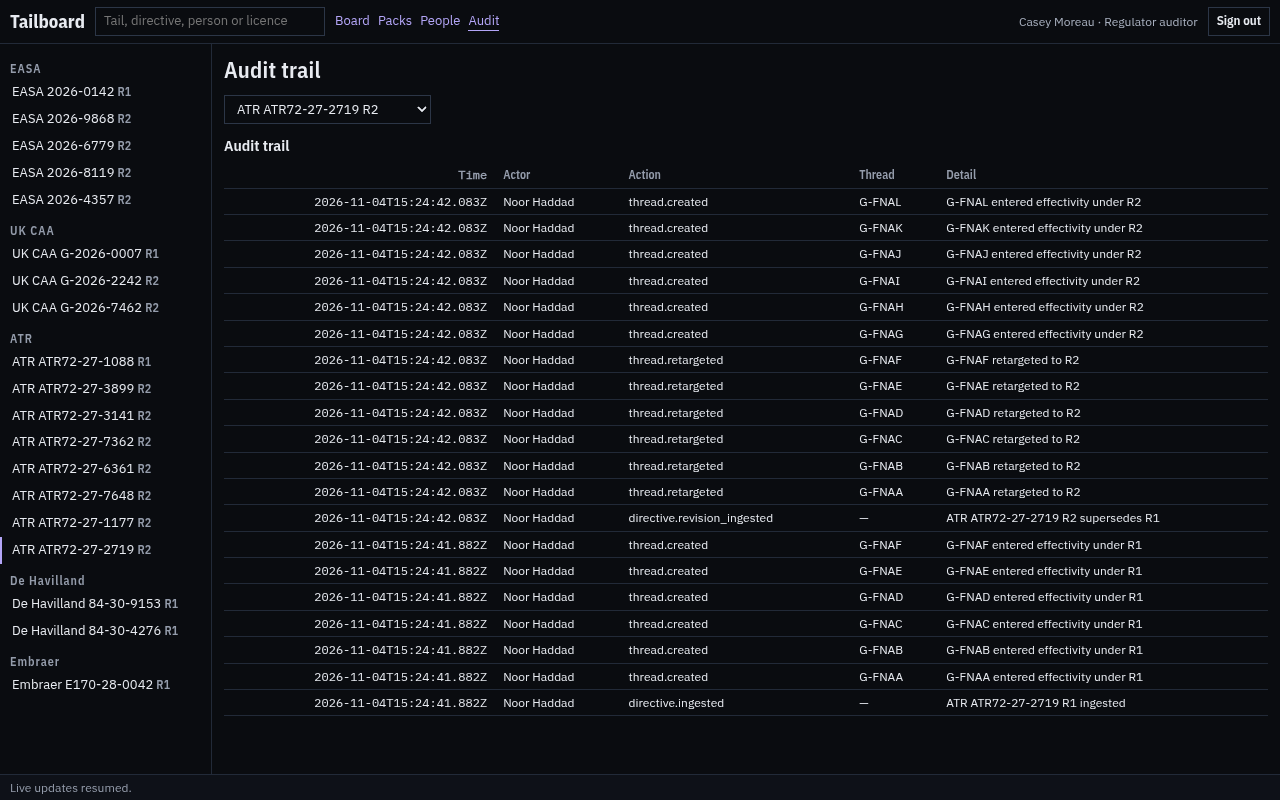 Tailboard Tail, directive, person or licence Board Packs People Audit Casey Moreau · Regulator auditor Sign out
EASA
EASA 2026-0142 R1
EASA 2026-9868 R2
EASA 2026-6779 R2
EASA 2026-8119 R2
EASA 2026-4357 R2
UK CAA
UK CAA G-2026-0007 R1
UK CAA G-2026-2242 R2
UK CAA G-2026-7462 R2
ATR
ATR ATR72-27-1088 R1
ATR ATR72-27-3899 R2
ATR ATR72-27-3141 R2
ATR ATR72-27-7362 R2
ATR ATR72-27-6361 R2
ATR ATR72-27-7648 R2
ATR ATR72-27-1177 R2
ATR ATR72-27-2719 R2
De Havilland
De Havilland 84-30-9153 R1
De Havilland 84-30-4276 R1
Embraer
Embraer E170-28-0042 R1
Audit trail
ATR ATR72-27-2719 R2
Audit trail
Time Actor Action Thread Detail
2026-11-04T15:24:42.083Z Noor Haddad thread.created G-FNAL G-FNAL entered effectivity under R2
2026-11-04T15:24:42.083Z Noor Haddad thread.created G-FNAK G-FNAK entered effectivity under R2
2026-11-04T15:24:42.083Z Noor Haddad thread.created G-FNAJ G-FNAJ entered effectivity under R2
2026-11-04T15:24:42.083Z Noor Haddad thread.created G-FNAI G-FNAI entered effectivity under R2
2026-11-04T15:24:42.083Z Noor Haddad thread.created G-FNAH G-FNAH entered effectivity under R2
2026-11-04T15:24:42.083Z Noor Haddad thread.created G-FNAG G-FNAG entered effectivity under R2
2026-11-04T15:24:42.083Z Noor Haddad thread.retargeted G-FNAF G-FNAF retargeted to R2
2026-11-04T15:24:42.083Z Noor Haddad thread.retargeted G-FNAE G-FNAE retargeted to R2
2026-11-04T15:24:42.083Z Noor Haddad thread.retargeted G-FNAD G-FNAD retargeted to R2
2026-11-04T15:24:42.083Z Noor Haddad thread.retargeted G-FNAC G-FNAC retargeted to R2
2026-11-04T15:24:42.083Z Noor Haddad thread.retargeted G-FNAB G-FNAB retargeted to R2
2026-11-04T15:24:42.083Z Noor Haddad thread.retargeted G-FNAA G-FNAA retargeted to R2
2026-11-04T15:24:42.083Z Noor Haddad directive.revision_ingested — ATR ATR72-27-2719 R2 supersedes R1
2026-11-04T15:24:41.882Z Noor Haddad thread.created G-FNAF G-FNAF entered effectivity under R1
2026-11-04T15:24:41.882Z Noor Haddad thread.created G-FNAE G-FNAE entered effectivity under R1
2026-11-04T15:24:41.882Z Noor Haddad thread.created G-FNAD G-FNAD entered effectivity under R1
2026-11-04T15:24:41.882Z Noor Haddad thread.created G-FNAC G-FNAC entered effectivity under R1
2026-11-04T15:24:41.882Z Noor Haddad thread.created G-FNAB G-FNAB entered effectivity under R1
2026-11-04T15:24:41.882Z Noor Haddad thread.created G-FNAA G-FNAA entered effectivity under R1
2026-11-04T15:24:41.882Z Noor Haddad directive.ingested — ATR ATR72-27-2719 R1 ingested
Live updates resumed.